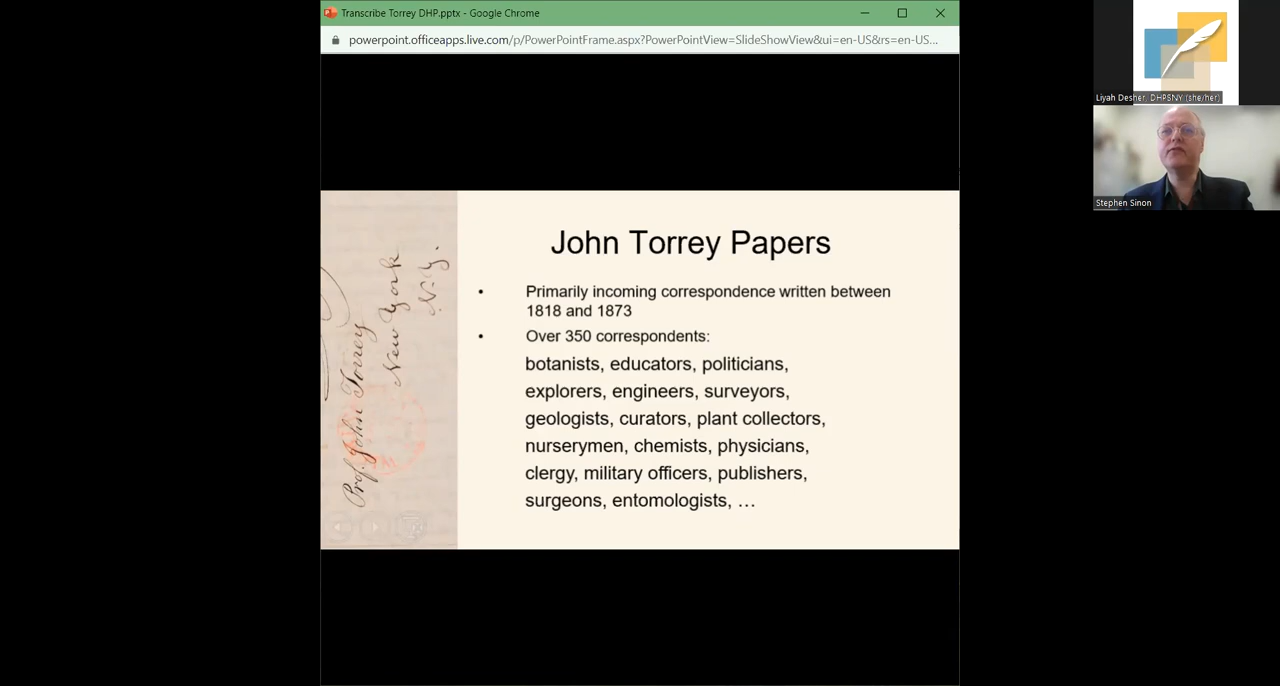 Transcribe Torrey DHP.pptx - Google Chrome
powerpoint.officeapps.live.com/p/PowerPointFrame.aspx?PowerPointView=SlideShowView&ui=en-US&rs=en-US...
Liyah Desher, DHPSNY (she/her)
Stephen Sinon
Prof. John Torrey
New York
N.Y.
John Torrey Papers
• Primarily incoming correspondence written between
1818 and 1873
• Over 350 correspondents:
botanists, educators, politicians,
explorers, engineers, surveyors,
geologists, curators, plant collectors,
nurserymen, chemists, physicians,
clergy, military officers, publishers,
surgeons, entomologists, …